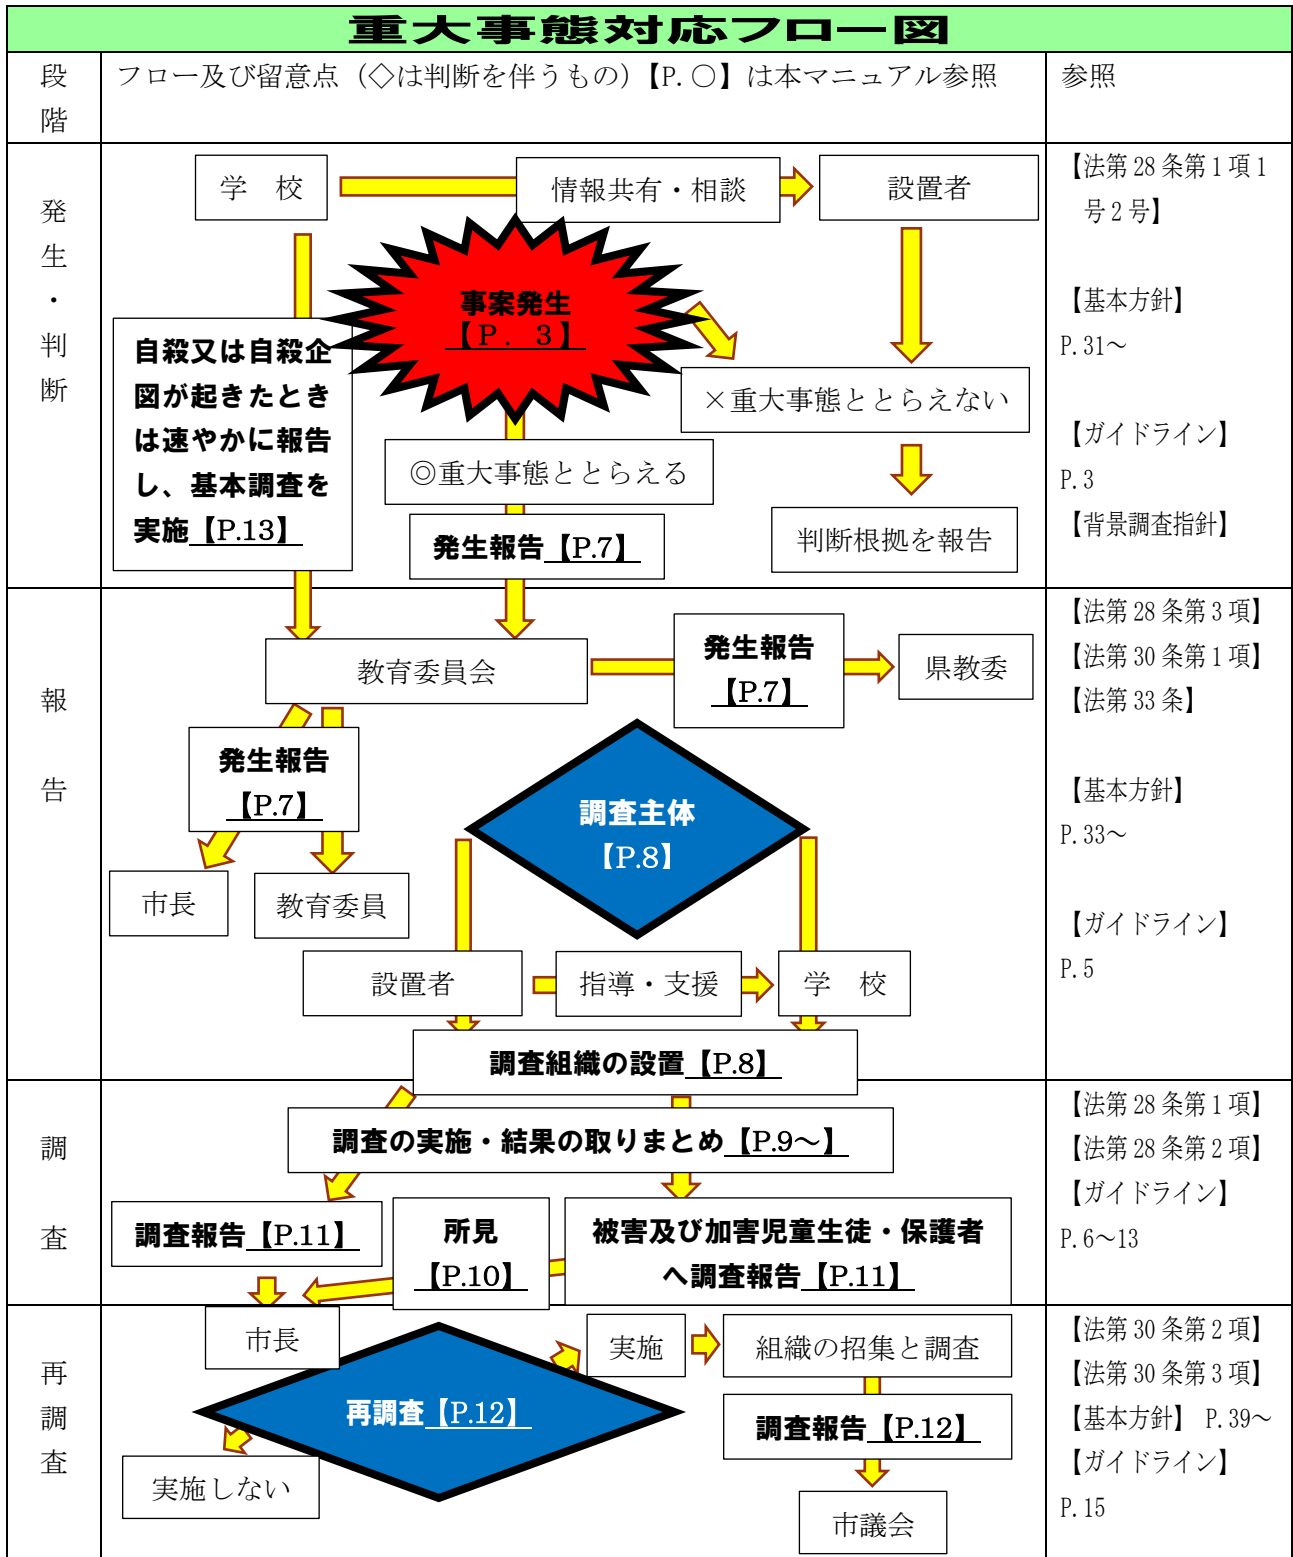 重大事態対応フロー図
段階
フロー及び留意点（◇は判断を伴うもの）【P.○】は本マニュアル参照
参照
発生・判断
学　校
情報共有・相談
設置者
事案発生
【P. 3】
自殺又は自殺企
図が起きたとき
は速やかに報告
し、基本調査を
実施【P.13】
×重大事態ととらえない
◎重大事態ととらえる
発生報告【P.7】
判断根拠を報告
【法第28条第1項1
号2号】
【基本方針】
P.31～
【ガイドライン】
P.3
【背景調査指針】
報告
教育委員会
発生報告
【P.7】
県教委
発生報告
【P.7】
調査主体
【P.8】
市長
教育委員
設置者
指導・支援
学　校
調査組織の設置【P.8】
【法第28条第3項】
【法第30条第1項】
【法第33条】
【基本方針】
P.33～
【ガイドライン】
P.5
調査
調査の実施・結果の取りまとめ【P.9～】
調査報告【P.11】
所見
【P.10】
被害及び加害児童生徒・保護者
へ調査報告【P.11】
【法第28条第1項】
【法第28条第2項】
【ガイドライン】
P.6～13
再調査
市長
実施
組織の招集と調査
再調査【P.12】
調査報告【P.12】
実施しない
市議会
【法第30条第2項】
【法第30条第3項】
【基本方針】 P.39～
【ガイドライン】
P.15